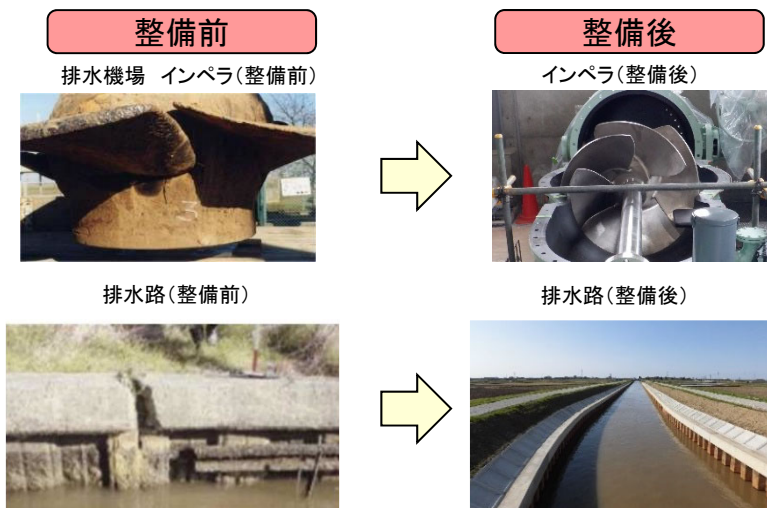 整備前
整備後
排水機場 インペラ(整備前)
インペラ(整備後)
排水路(整備前)
排水路(整備後)
3